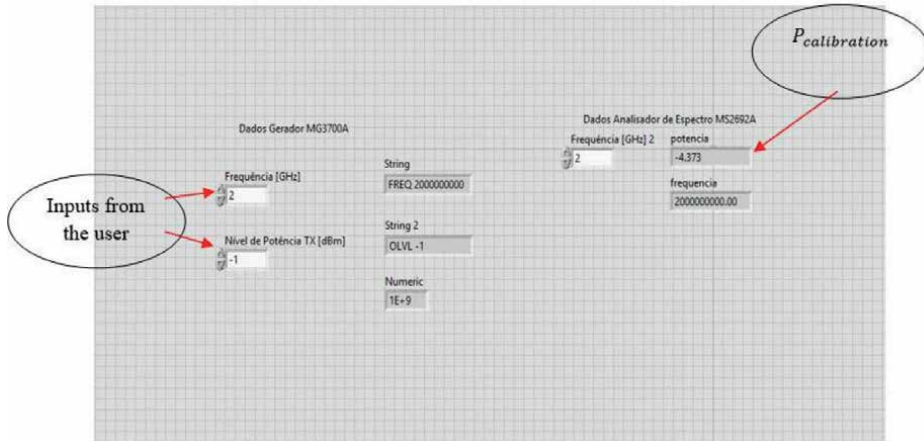 P_calibration
Dados Gerador MG3700A
Dados Analisador de Espectro MS2692A
Frequência [GHz] 2
potencia
2
-4.373
String
Frequência [GHz]
FREQ 2000000000
2
frequencia
2000000000.00
Inputs from
the user
String 2
Nível de Potência TX [dBm]
OLVL -1
-1
Numeric
1E+9